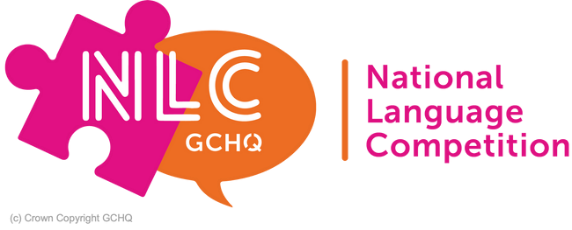 NLC
GCHQ
National
Language
Competition
(c) Crown Copyright GCHQ